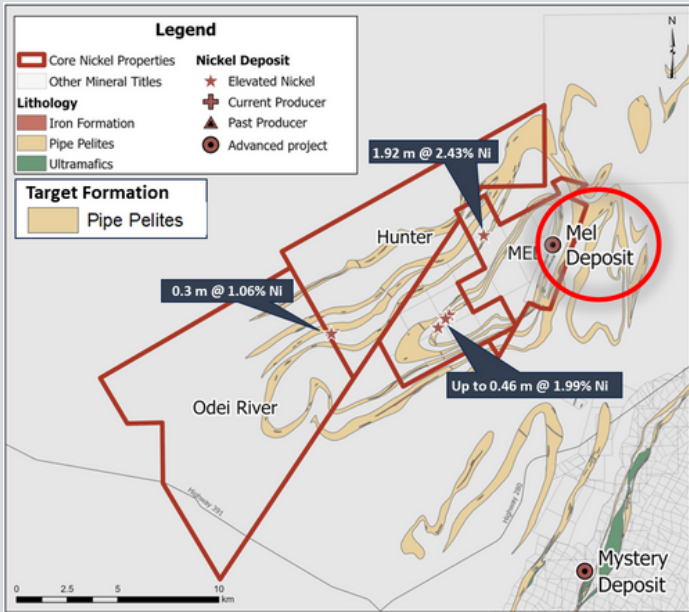 Legend
Core Nickel Properties
Other Mineral Titles
Lithology
Iron Formation
Pipe Pelites
Ultramafics
Nickel Deposit
Elevated Nickel
Current Producer
Past Producer
Advanced project
Target Formation
Pipe Pelites
N
1.92 m @ 2.43% Ni
Hunter
MEL
Mel
Deposit
0.3 m @ 1.06% Ni
Up to 0.46 m @ 1.99% Ni
Odei River
Highway 391
Highway 280
Mystery
Deposit
0 2.5 5 10
km